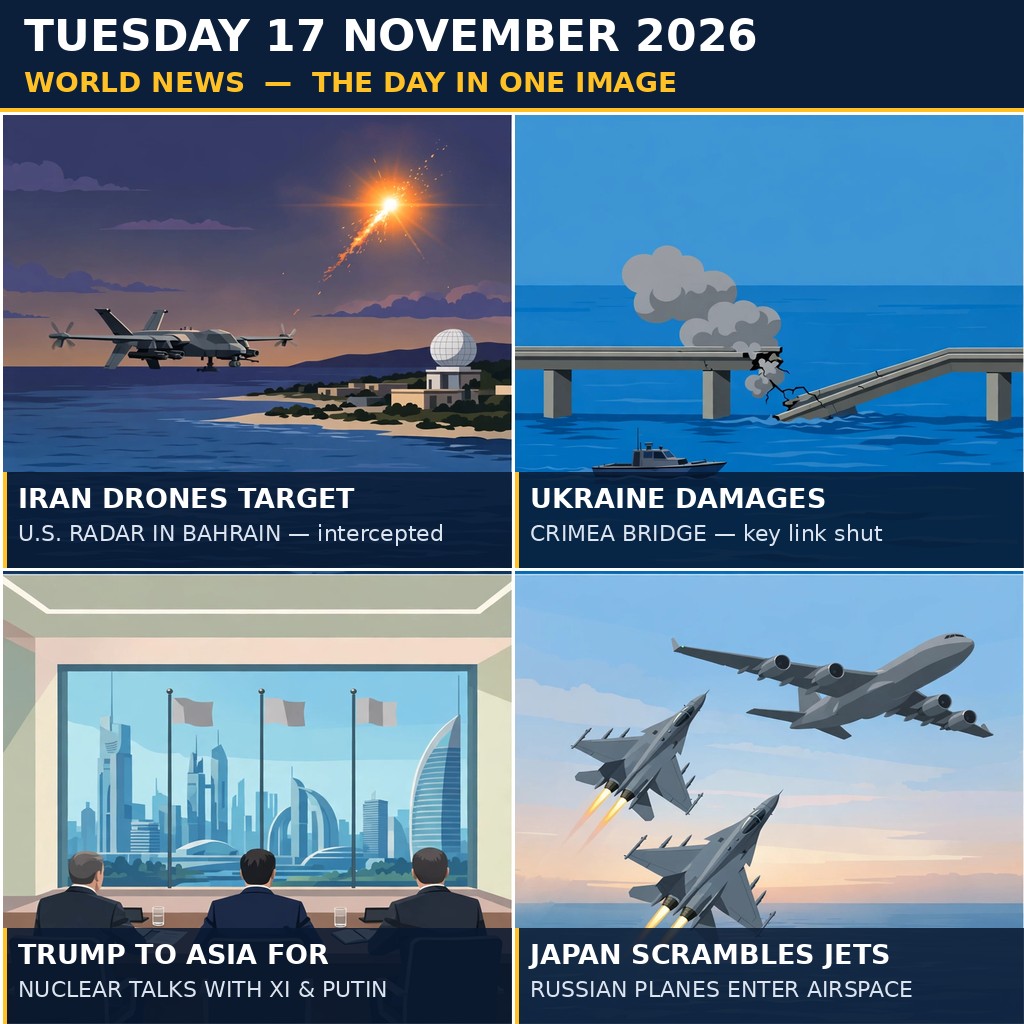 TUESDAY 17 NOVEMBER 2026
WORLD NEWS — THE DAY IN ONE IMAGE
IRAN DRONES TARGET
U.S. RADAR IN BAHRAIN — intercepted
UKRAINE DAMAGES
CRIMEA BRIDGE — key link shut
TRUMP TO ASIA FOR
NUCLEAR TALKS WITH XI & PUTIN
JAPAN SCRAMBLES JETS
RUSSIAN PLANES ENTER AIRSPACE